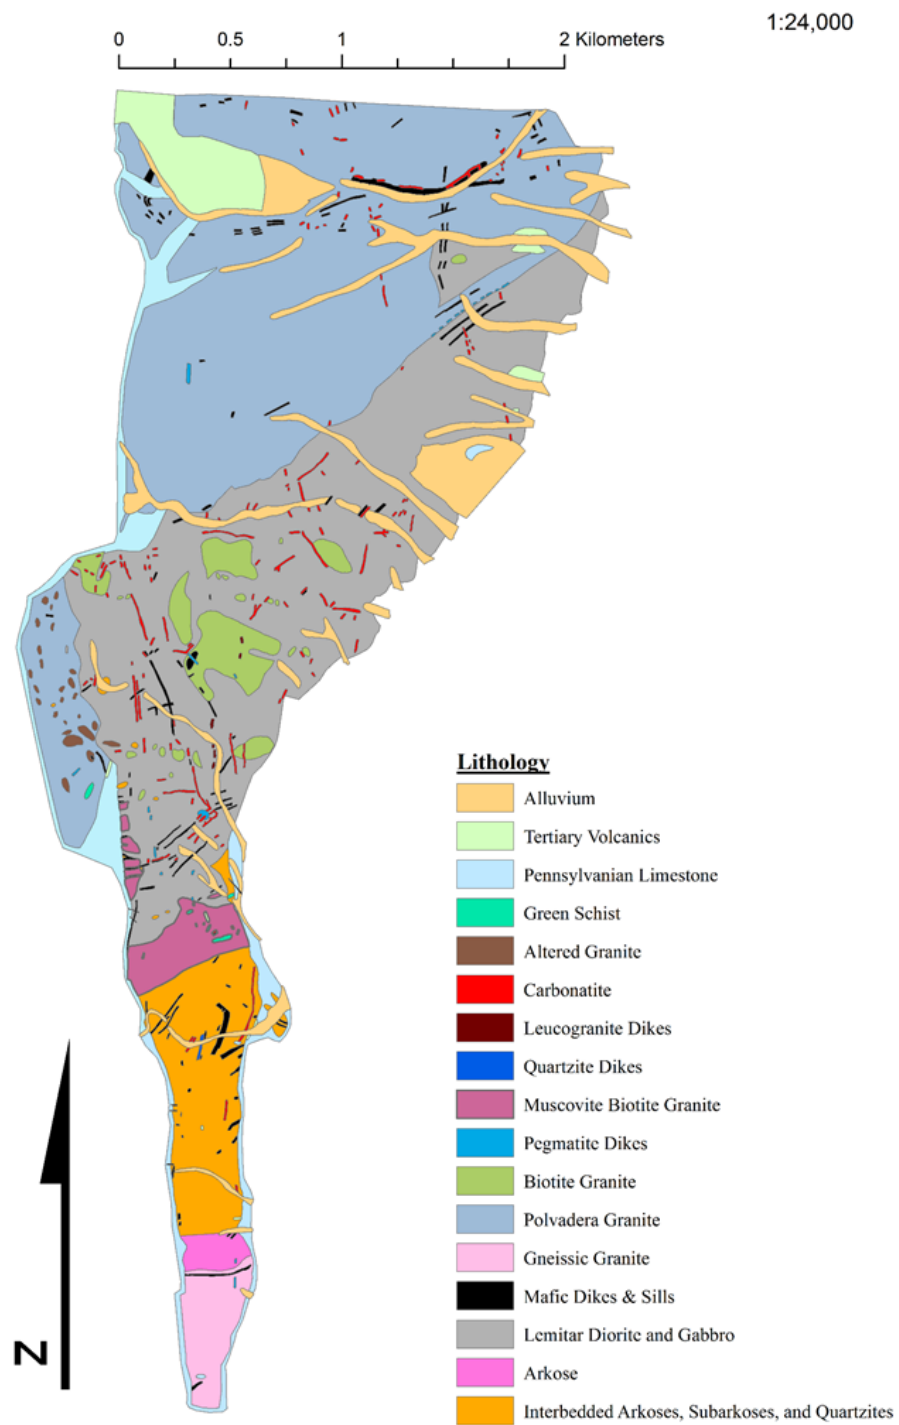 1:24,000
0 0.5 1 2 Kilometers
Lithology
Alluvium
Tertiary Volcanics
Pennsylvanian Limestone
Green Schist
Altered Granite
Carbonatite
Leucogranite Dikes
Quartzite Dikes
Muscovite Biotite Granite
Pegmatite Dikes
Biotite Granite
Polvadera Granite
Gneissic Granite
Mafic Dikes & Sills
Lemitar Diorite and Gabbro
Arkose
Interbedded Arkoses, Subarkoses, and Quartzites
N